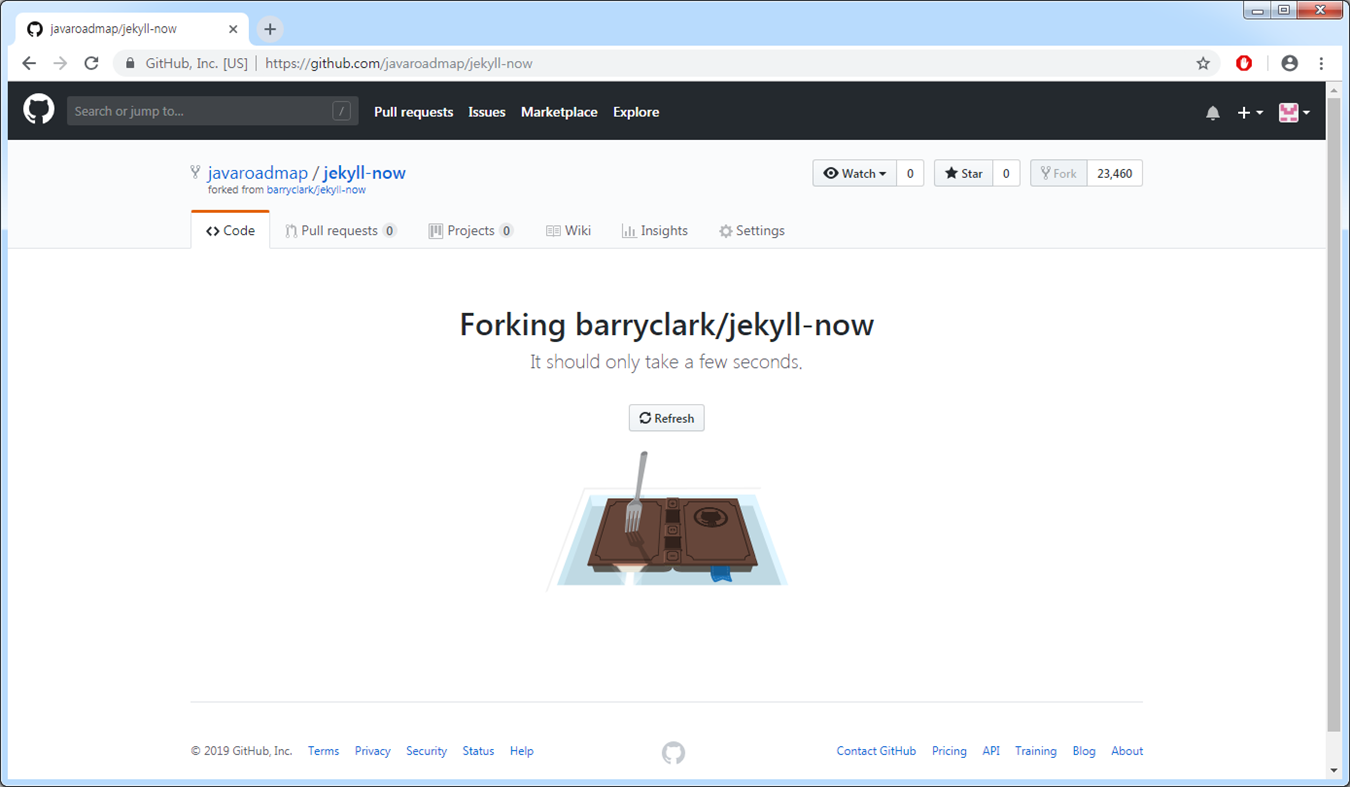 javaroadmap/jekyll-now
GitHub, Inc. [US] | https://github.com/javaroadmap/jekyll-now
Search or jump to... / Pull requests Issues Marketplace Explore
javaroadmap / jekyll-now Watch 0 Star 0 Fork 23,460
forked from barryclark/jekyll-now
Code Pull requests 0 Projects 0 Wiki Insights Settings
Forking barryclark/jekyll-now
It should only take a few seconds.
Refresh
© 2019 GitHub, Inc. Terms Privacy Security Status Help Contact GitHub Pricing API Training Blog About